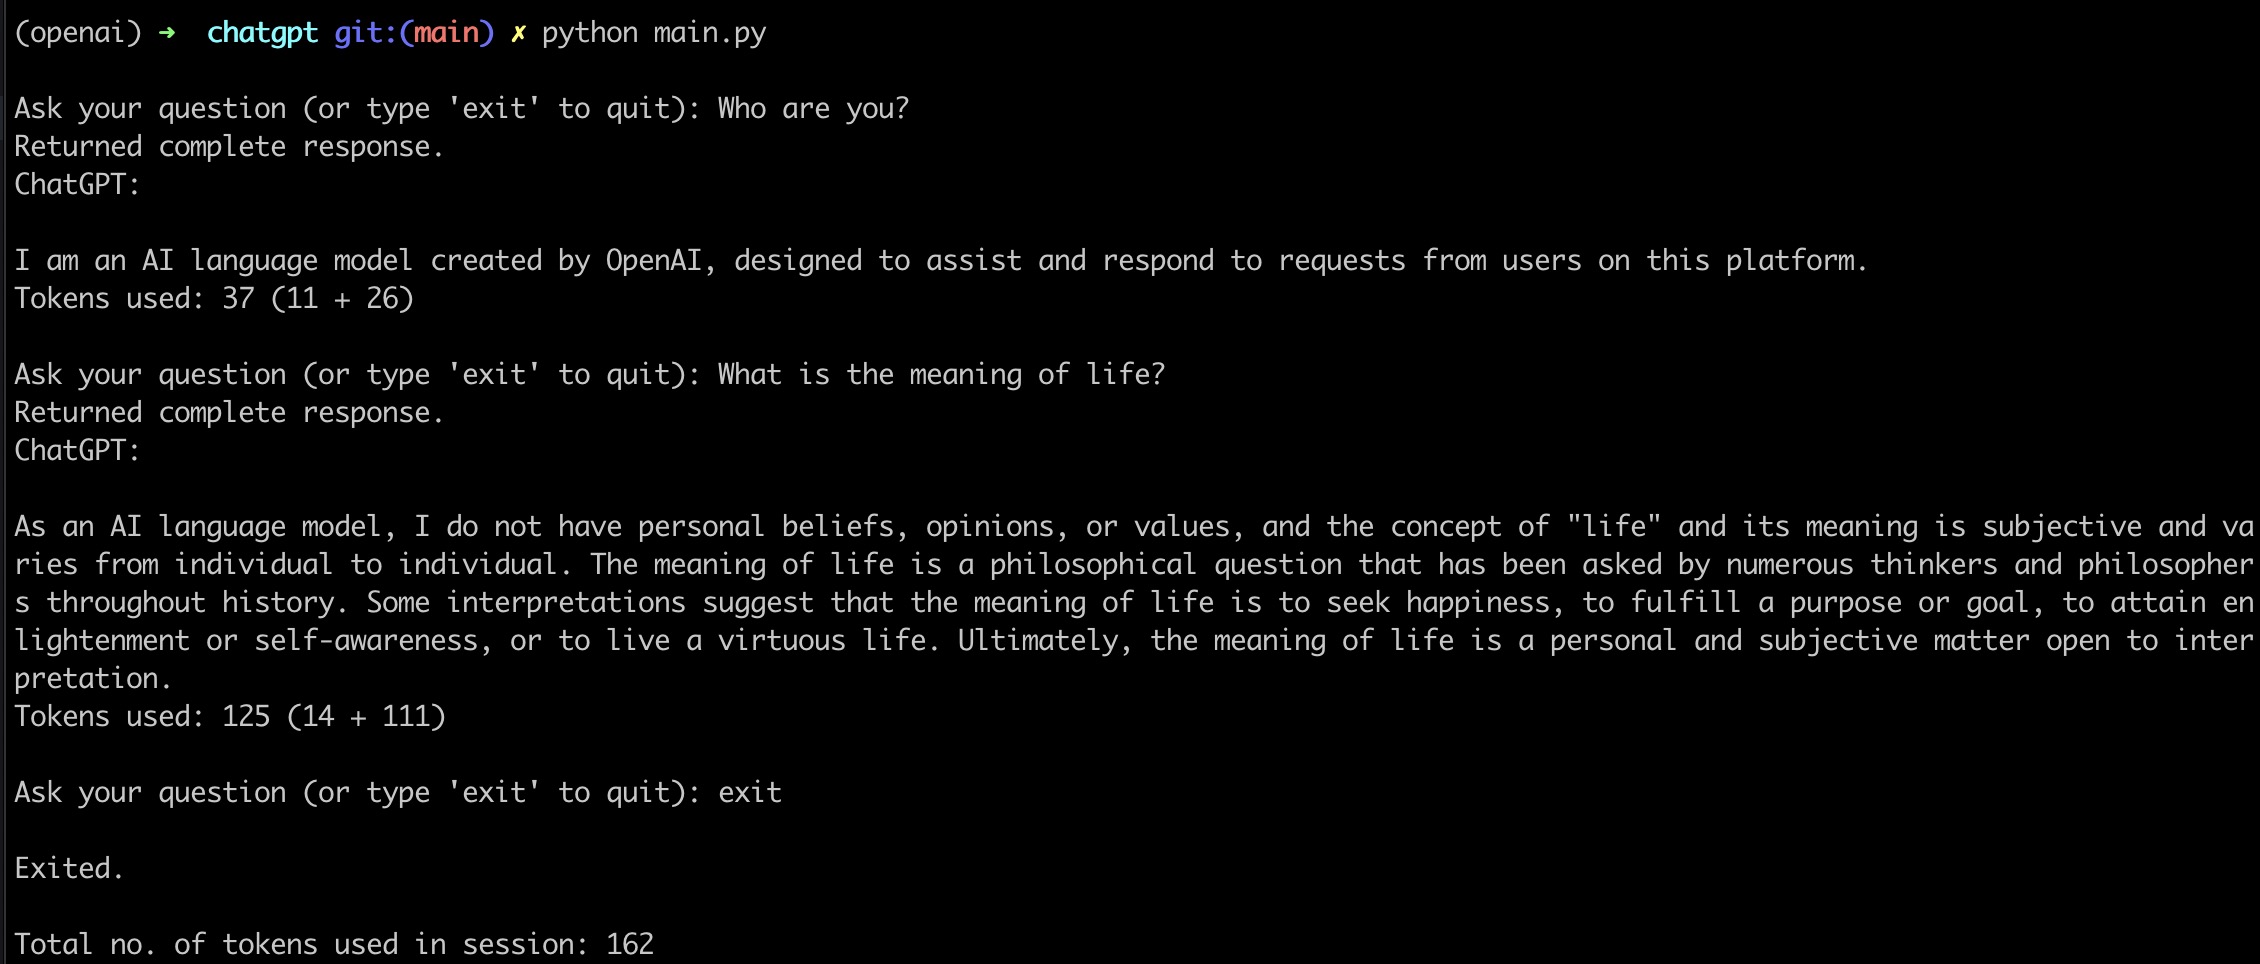 (openai) ➜  chatgpt git:(main) ✗ python main.py
Ask your question (or type 'exit' to quit): Who are you?
Returned complete response.
ChatGPT:
I am an AI language model created by OpenAI, designed to assist and respond to requests from users on this platform.
Tokens used: 37 (11 + 26)
Ask your question (or type 'exit' to quit): What is the meaning of life?
Returned complete response.
ChatGPT:
As an AI language model, I do not have personal beliefs, opinions, or values, and the concept of "life" and its meaning is subjective and va
ries from individual to individual. The meaning of life is a philosophical question that has been asked by numerous thinkers and philosopher
s throughout history. Some interpretations suggest that the meaning of life is to seek happiness, to fulfill a purpose or goal, to attain en
lightenment or self-awareness, or to live a virtuous life. Ultimately, the meaning of life is a personal and subjective matter open to inter
pretation.
Tokens used: 125 (14 + 111)
Ask your question (or type 'exit' to quit): exit
Exited.
Total no. of tokens used in session: 162